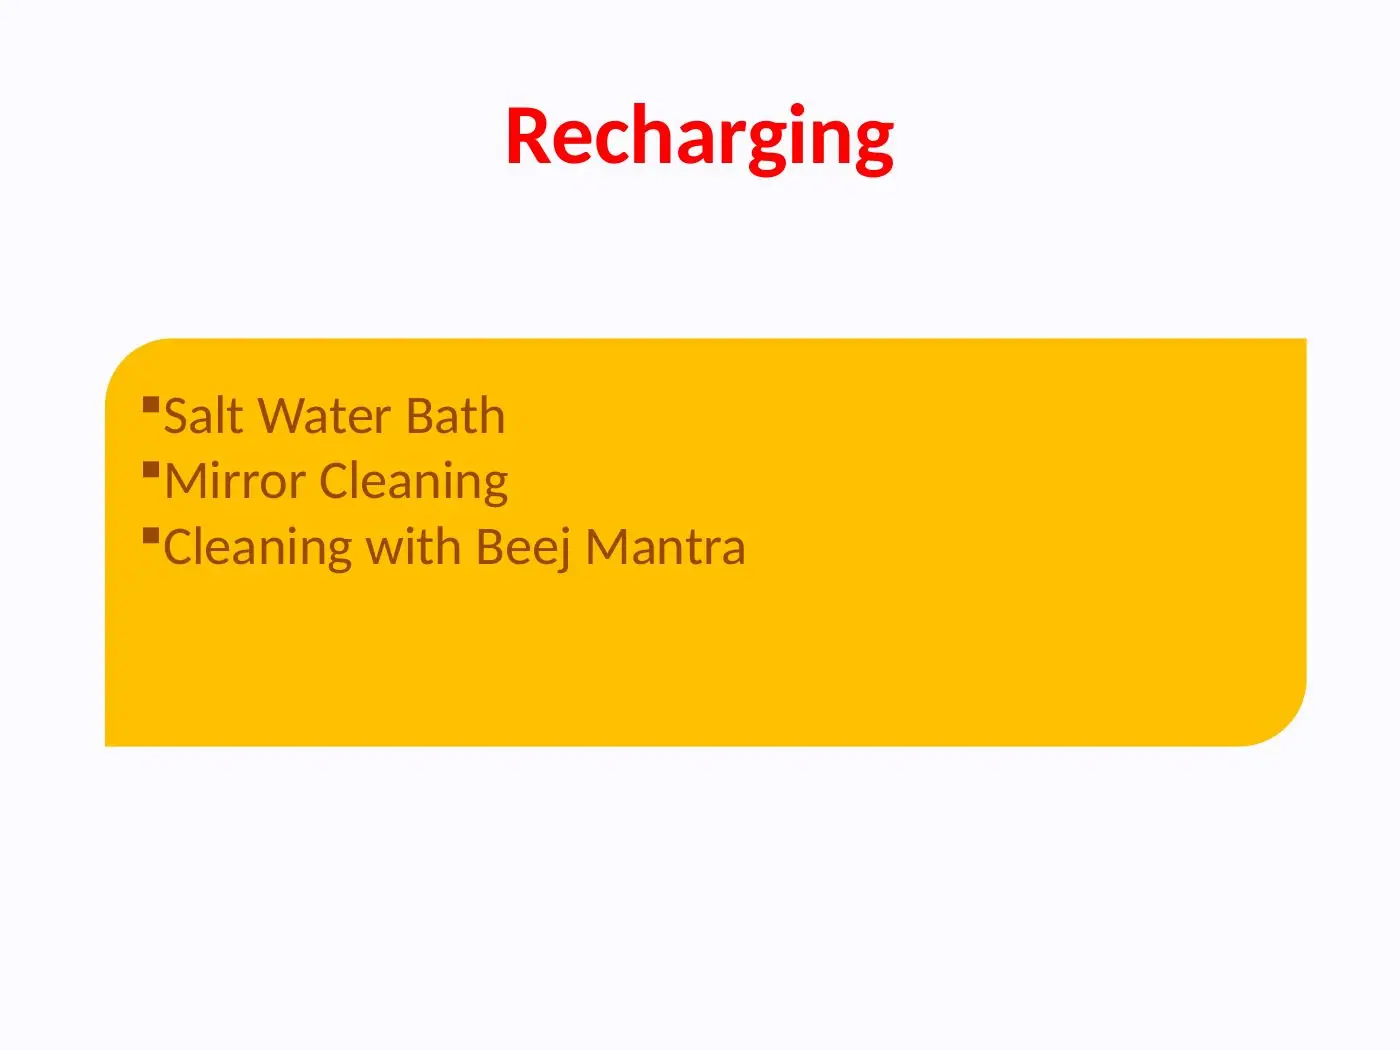 Recharging
▪Salt Water Bath
▪Mirror Cleaning
▪Cleaning with Beej Mantra